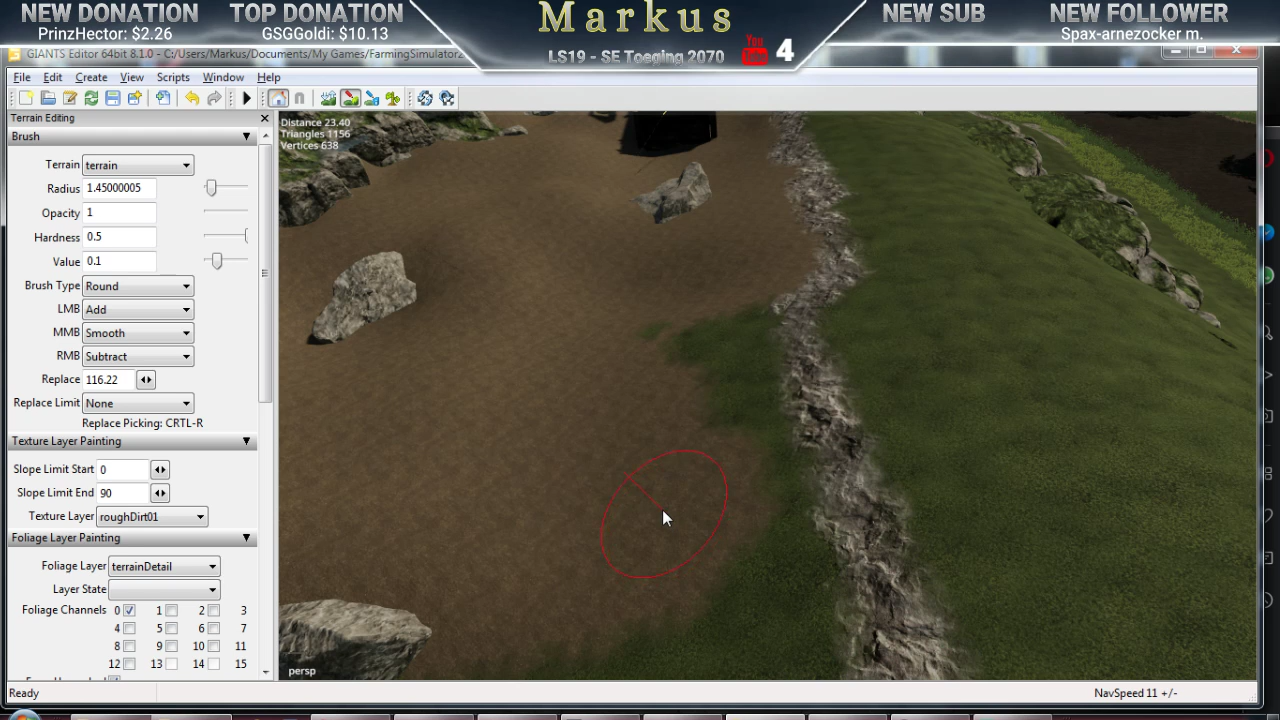 NEW DONATION
PrinzHector: $2.26
TOP DONATION
GSGGoldi: $10.13
Markus
LS19 - SE Toeging 2070
You Tube 4
NEW SUB
NEW FOLLOWER
Spax-arnezocker m.
GIANTS Editor 64bit 8.1.0 - C:/Users/Markus/Documents/My Games/FarmingSimulator2
File Edit Create View Scripts Window Help
Terrain Editing
Brush
Terrain terrain
Radius 1.45000005
Opacity 1
Hardness 0.5
Value 0.1
Brush Type Round
LMB Add
MMB Smooth
RMB Subtract
Replace 116.22
Replace Limit None
Replace Picking: CRTL-R
Texture Layer Painting
Slope Limit Start 0
Slope Limit End 90
Texture Layer roughDirt01
Foliage Layer Painting
Foliage Layer terrainDetail
Layer State
Foliage Channels 0 1 2 3
4 5 6 7
8 9 10 11
12 13 14 15
Distance 23.40
Triangles 1156
Vertices 638
persp
Ready
NavSpeed 11 +/-